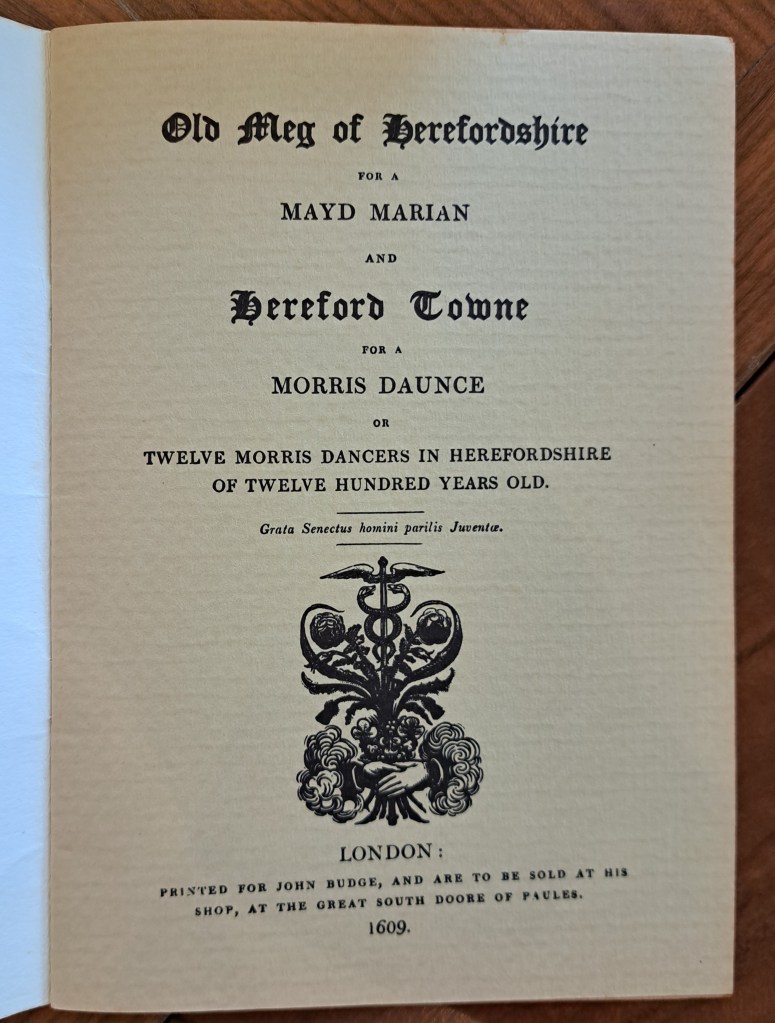 Old Meg of Herefordshire
FOR A
MAYD MARIAN
AND
Hereford Towne
FOR A
MORRIS DAUNCE
OR
TWELVE MORRIS DANCERS IN HEREFORDSHIRE
OF TWELVE HUNDRED YEARS OLD.
Grata Senectus homini parilis Juventæ.
LONDON:
PRINTED FOR JOHN BUDGE, AND ARE TO BE SOLD AT HIS
SHOP, AT THE GREAT SOUTH DOORE OF PAULES.
1609.